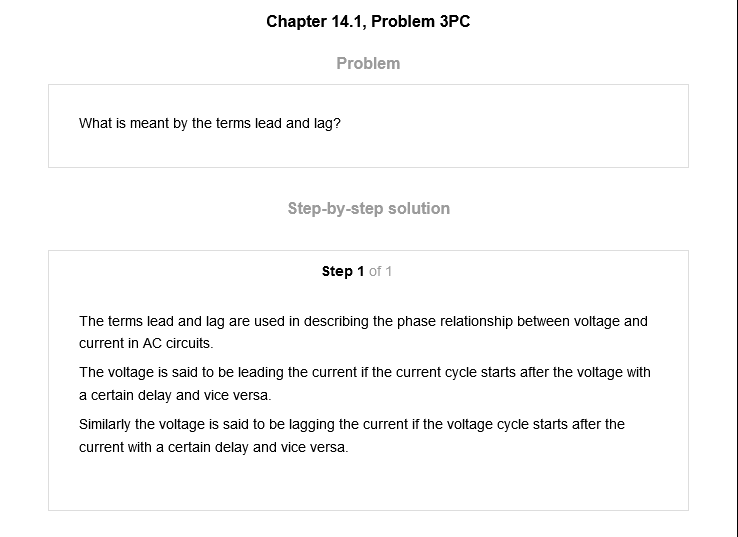 Chapter 14.1, Problem 3PC
Problem
What is meant by the terms lead and lag?
Step-by-step solution
Step 1 of 1
The terms lead and lag are used in describing the phase relationship between voltage and
current in AC circuits.
The voltage is said to be leading the current if the current cycle starts after the voltage with
a certain delay and vice versa.
Similarly the voltage is said to be lagging the current if the voltage cycle starts after the
current with a certain delay and vice versa.